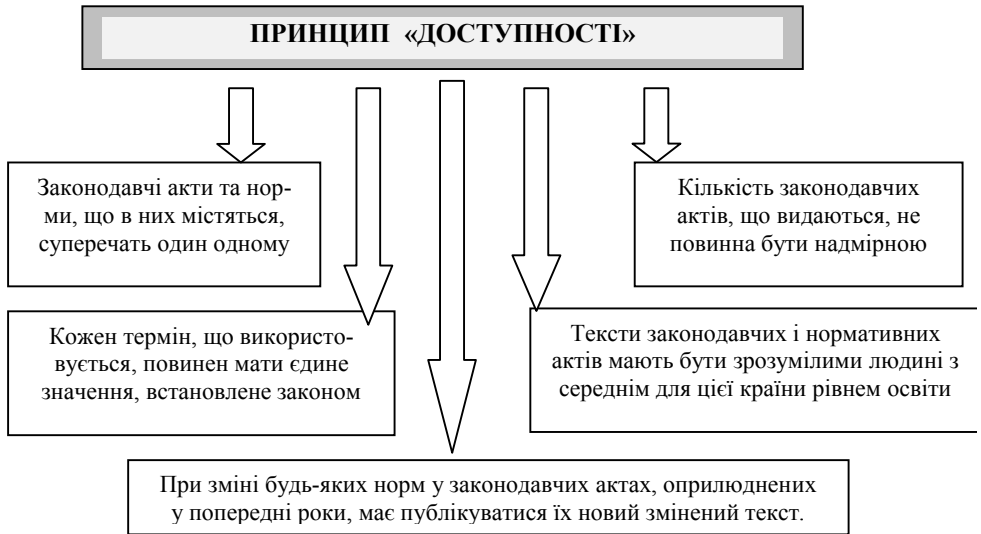 ПРИНЦИП «ДОСТУПНОСТІ»
Законодавчі акти та нор-
ми, що в них містяться,
суперечать один одному
Кількість законодавчих
актів, що видаються, не
повинна бути надмірною
Кожен термін, що використо-
вується, повинен мати єдине
значення, встановлене законом
Тексти законодавчих і нормативних
актів мають бути зрозумілими людині з
середнім для цієї країни рівнем освіти
При зміні будь-яких норм у законодавчих актах, оприлюднених
у попередні роки, має публікуватися їх новий змінений текст.